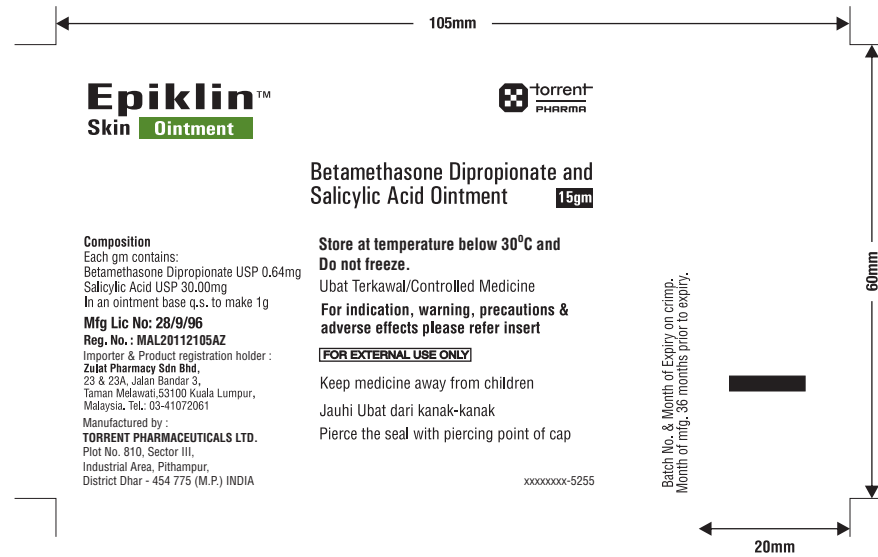 105mm
Epiklin™
Skin Ointment
torrent
PHARMA
Betamethasone Dipropionate and
Salicylic Acid Ointment 15gm
Composition
Each gm contains:
Betamethasone Dipropionate USP 0.64mg
Salicylic Acid USP 30.00mg
In an ointment base q.s. to make 1g
Mfg Lic No: 28/9/96
Reg. No. : MAL20112105AZ
Importer & Product registration holder :
Zulat Pharmacy Sdn Bhd,
23 & 23A, Jalan Bandar 3,
Taman Melawati,53100 Kuala Lumpur,
Malaysia. Tel.: 03-41072061
Manufactured by :
TORRENT PHARMACEUTICALS LTD.
Plot No. 810, Sector III,
Industrial Area, Pithampur,
District Dhar - 454 775 (M.P.) INDIA
Store at temperature below 30⁰C and
Do not freeze.
Ubat Terkawal/Controlled Medicine
For indication, warning, precautions &
adverse effects please refer insert
FOR EXTERNAL USE ONLY
Keep medicine away from children
Jauhi Ubat dari kanak-kanak
Pierce the seal with piercing point of cap
xxxxxxxx-5255
Batch No. & Month of Expiry on crimp.
Month of mfg. 36 months prior to expiry.
60mm
20mm